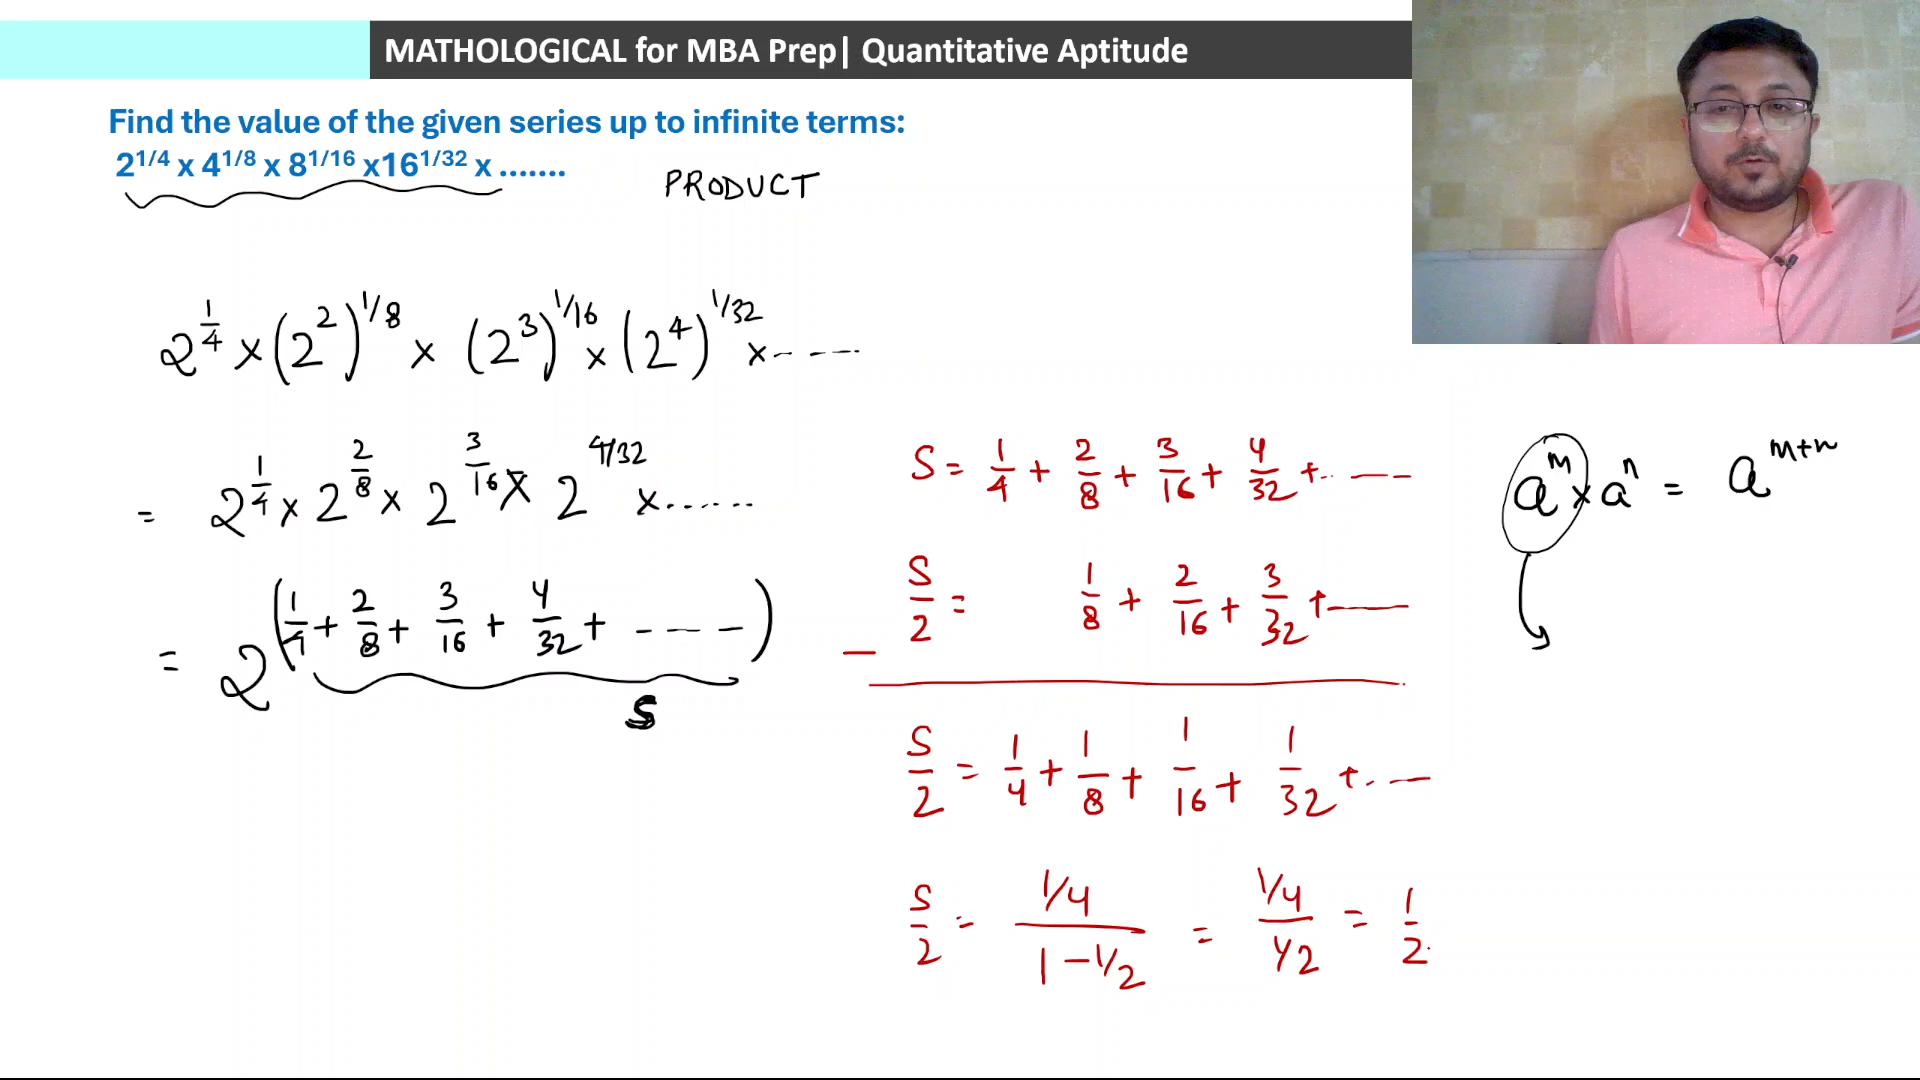 MATHOLOGICAL for MBA Prep| Quantitative Aptitude
Find the value of the given series up to infinite terms:
2^1/4 x 4^1/8 x 8^1/16 x16^1/32 x .......
PRODUCT
2^(1/4) × (2^2)^1/8 × (2^3)^1/16 × (2^4)^1/32 × -----
= 2^(1/4) × 2^(2/8) × 2^(3/16) × 2^4/32 × ......
= 2^(1/4 + 2/8 + 3/16 + 4/32 + ----)
S
S = 1/4 + 2/8 + 3/16 + 4/32 + ----
S/2 = 1/8 + 2/16 + 3/32 + ----
–
S/2 = 1/4 + 1/8 + 1/16 + 1/32 + ----
S/2 = (1/4)/(1 - 1/2) = (1/4)/(1/2) = 1/2
a^m × a^n = a^(m+n)